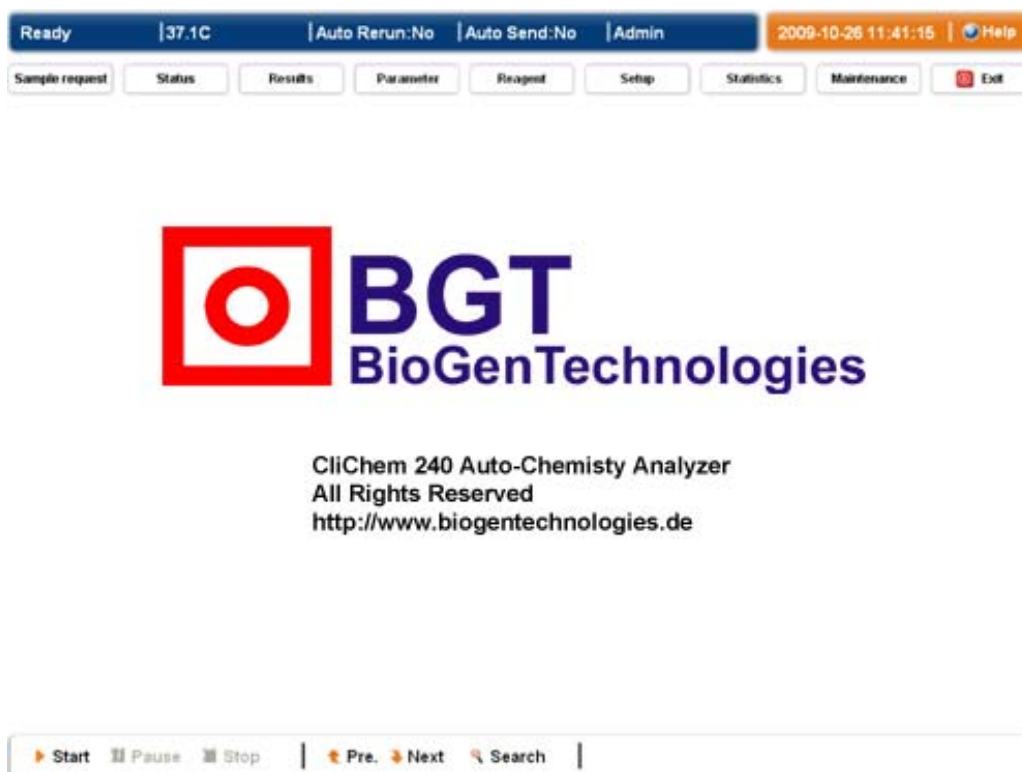 Ready |37.1C |Auto Rerun:No |Auto Send:No |Admin 2009-10-26 11:41:15 | Help
Sample request Status Results Parameter Reagent Setup Statistics Maintenance Exit
BGT
BioGenTechnologies
CliChem 240 Auto-Chemisty Analyzer
All Rights Reserved
http://www.biogentechnologies.de
Start Pause Stop | Pre. Next Search |